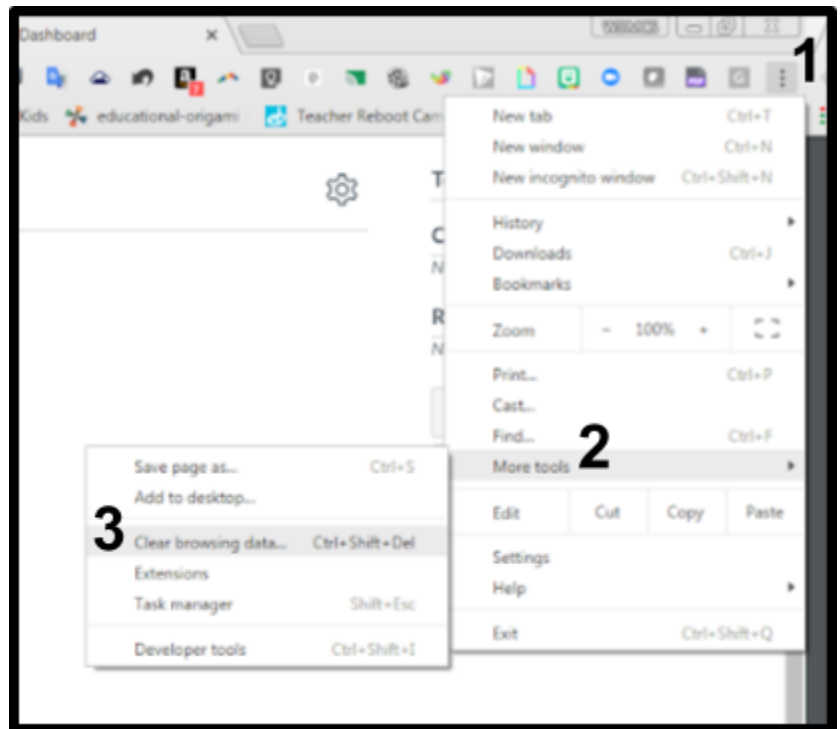 Dashboard
WEMCS
1
7
Kids educational-origami Teacher Reboot Cam
New tab Ctrl+T
New window Ctrl+N
New incognito window Ctrl+Shift+N
History
Downloads Ctrl+J
Bookmarks
Zoom - 100% +
Print... Ctrl+P
Cast...
Find... Ctrl+F
More tools 2
Edit Cut Copy Paste
Settings
Help
Exit Ctrl+Shift+Q
Save page as... Ctrl+S
Add to desktop...
3 Clear browsing data... Ctrl+Shift+Del
Extensions
Task manager Shift+Esc
Developer tools Ctrl+Shift+I
T
C
N
R
N